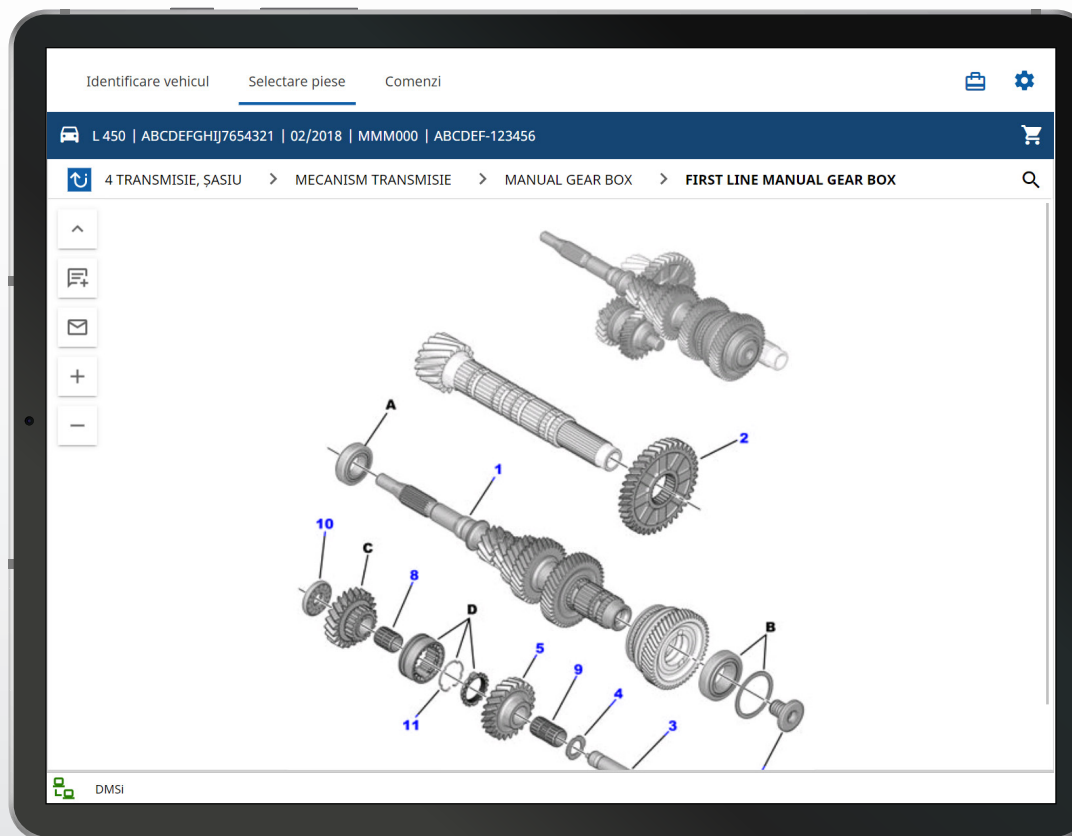 Identificare vehicul Selectare piese Comenzi
L 450 | ABCDEFGHIJ7654321 | 02/2018 | MMM000 | ABCDEF-123456
4 TRANSMISIE, ȘASIU > MECANISM TRANSMISIE > MANUAL GEAR BOX > FIRST LINE MANUAL GEAR BOX
A
2
1
10
C
8
D
B
5
9
4
11
3
DMSi